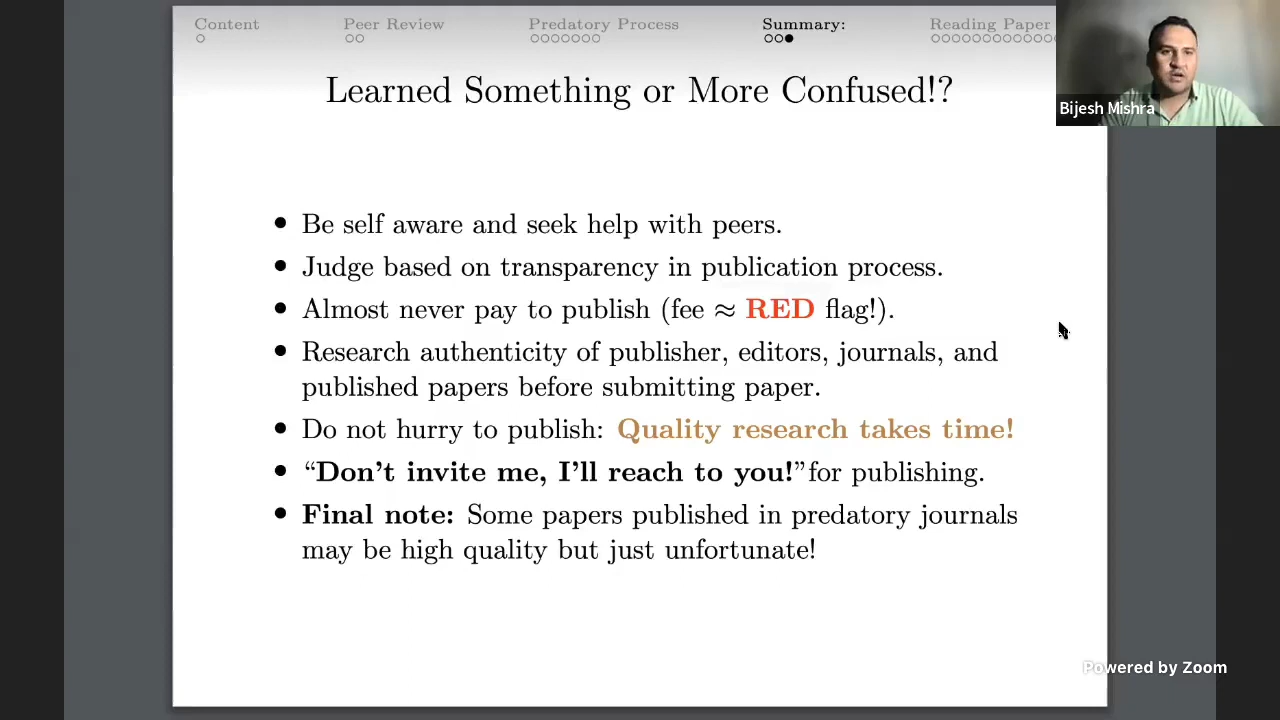 Content Peer Review Predatory Process Summary: Reading Paper
Bijesh Mishra
Learned Something or More Confused!?
• Be self aware and seek help with peers.
• Judge based on transparency in publication process.
• Almost never pay to publish (fee ≈ RED flag!).
• Research authenticity of publisher, editors, journals, and
published papers before submitting paper.
• Do not hurry to publish: Quality research takes time!
• “Don’t invite me, I’ll reach to you!”for publishing.
• Final note: Some papers published in predatory journals
may be high quality but just unfortunate!
Powered by Zoom